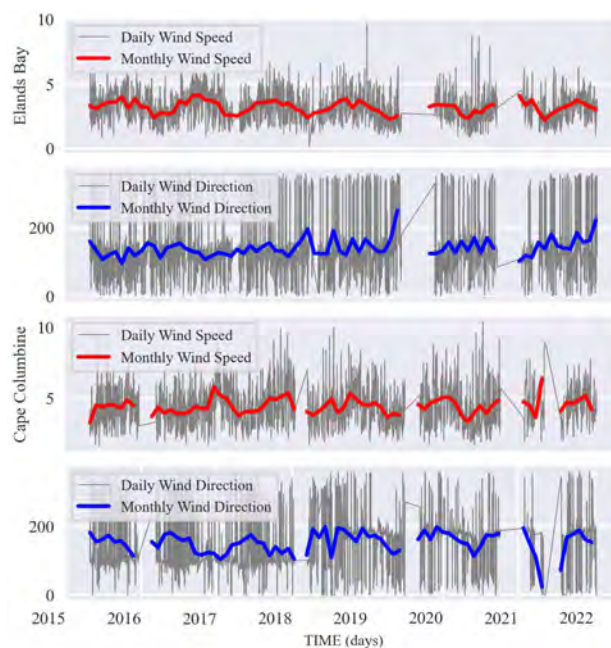 10
Daily Wind Speed
Monthly Wind Speed
Elands Bay
5
0
Daily Wind Direction
Monthly Wind Direction
200
0
10
Daily Wind Speed
Monthly Wind Speed
Cape Columbine
5
Daily Wind Direction
Monthly Wind Direction
200
0
2015 2016 2017 2018 2019 2020 2021 2022
TIME (days)